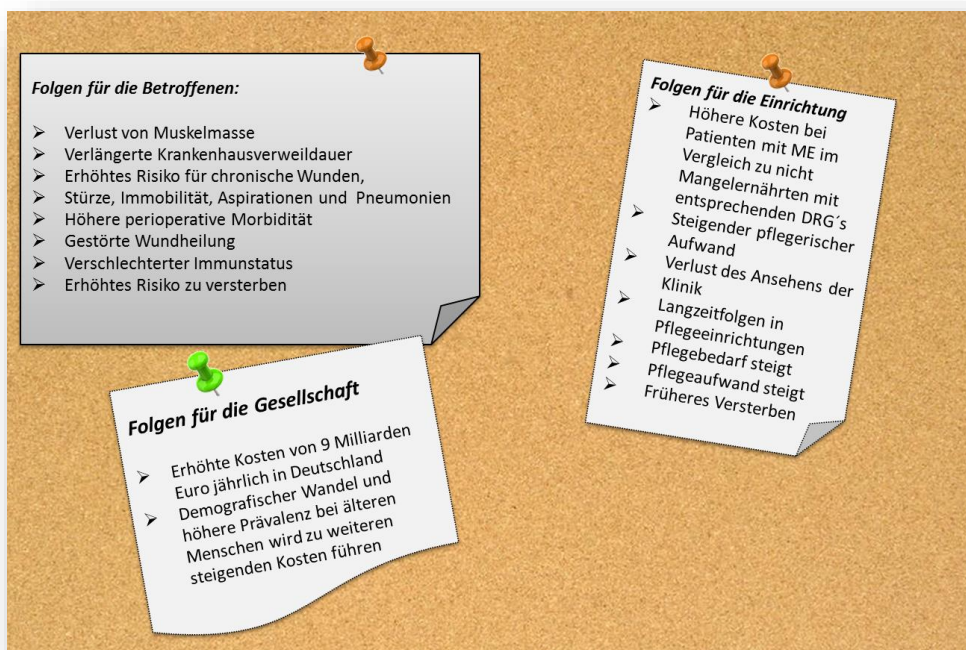 Folgen für die Betroffenen:
Verlust von Muskelmasse
Verlängerte Krankenhausverweildauer
Erhöhtes Risiko für chronische Wunden,
Stürze, Immobilität, Aspirationen und Pneumonien
Höhere perioperative Morbidität
Gestörte Wundheilung
Verschlechterter Immunstatus
Erhöhtes Risiko zu versterben
Folgen für die Einrichtung
Höhere Kosten bei
Patienten mit ME im
Vergleich zu nicht
Mangelernährten mit
entsprechenden DRG´s
Steigender pflegerischer
Aufwand
Verlust des Ansehens der
Klinik
Langzeitfolgen in
Pflegeeinrichtungen
Pflegebedarf steigt
Pflegeaufwand steigt
Früheres Versterben
Folgen für die Gesellschaft
Erhöhte Kosten von 9 Milliarden
Euro jährlich in Deutschland
Demografischer Wandel und
höhere Prävalenz bei älteren
Menschen wird zu weiteren
steigenden Kosten führen